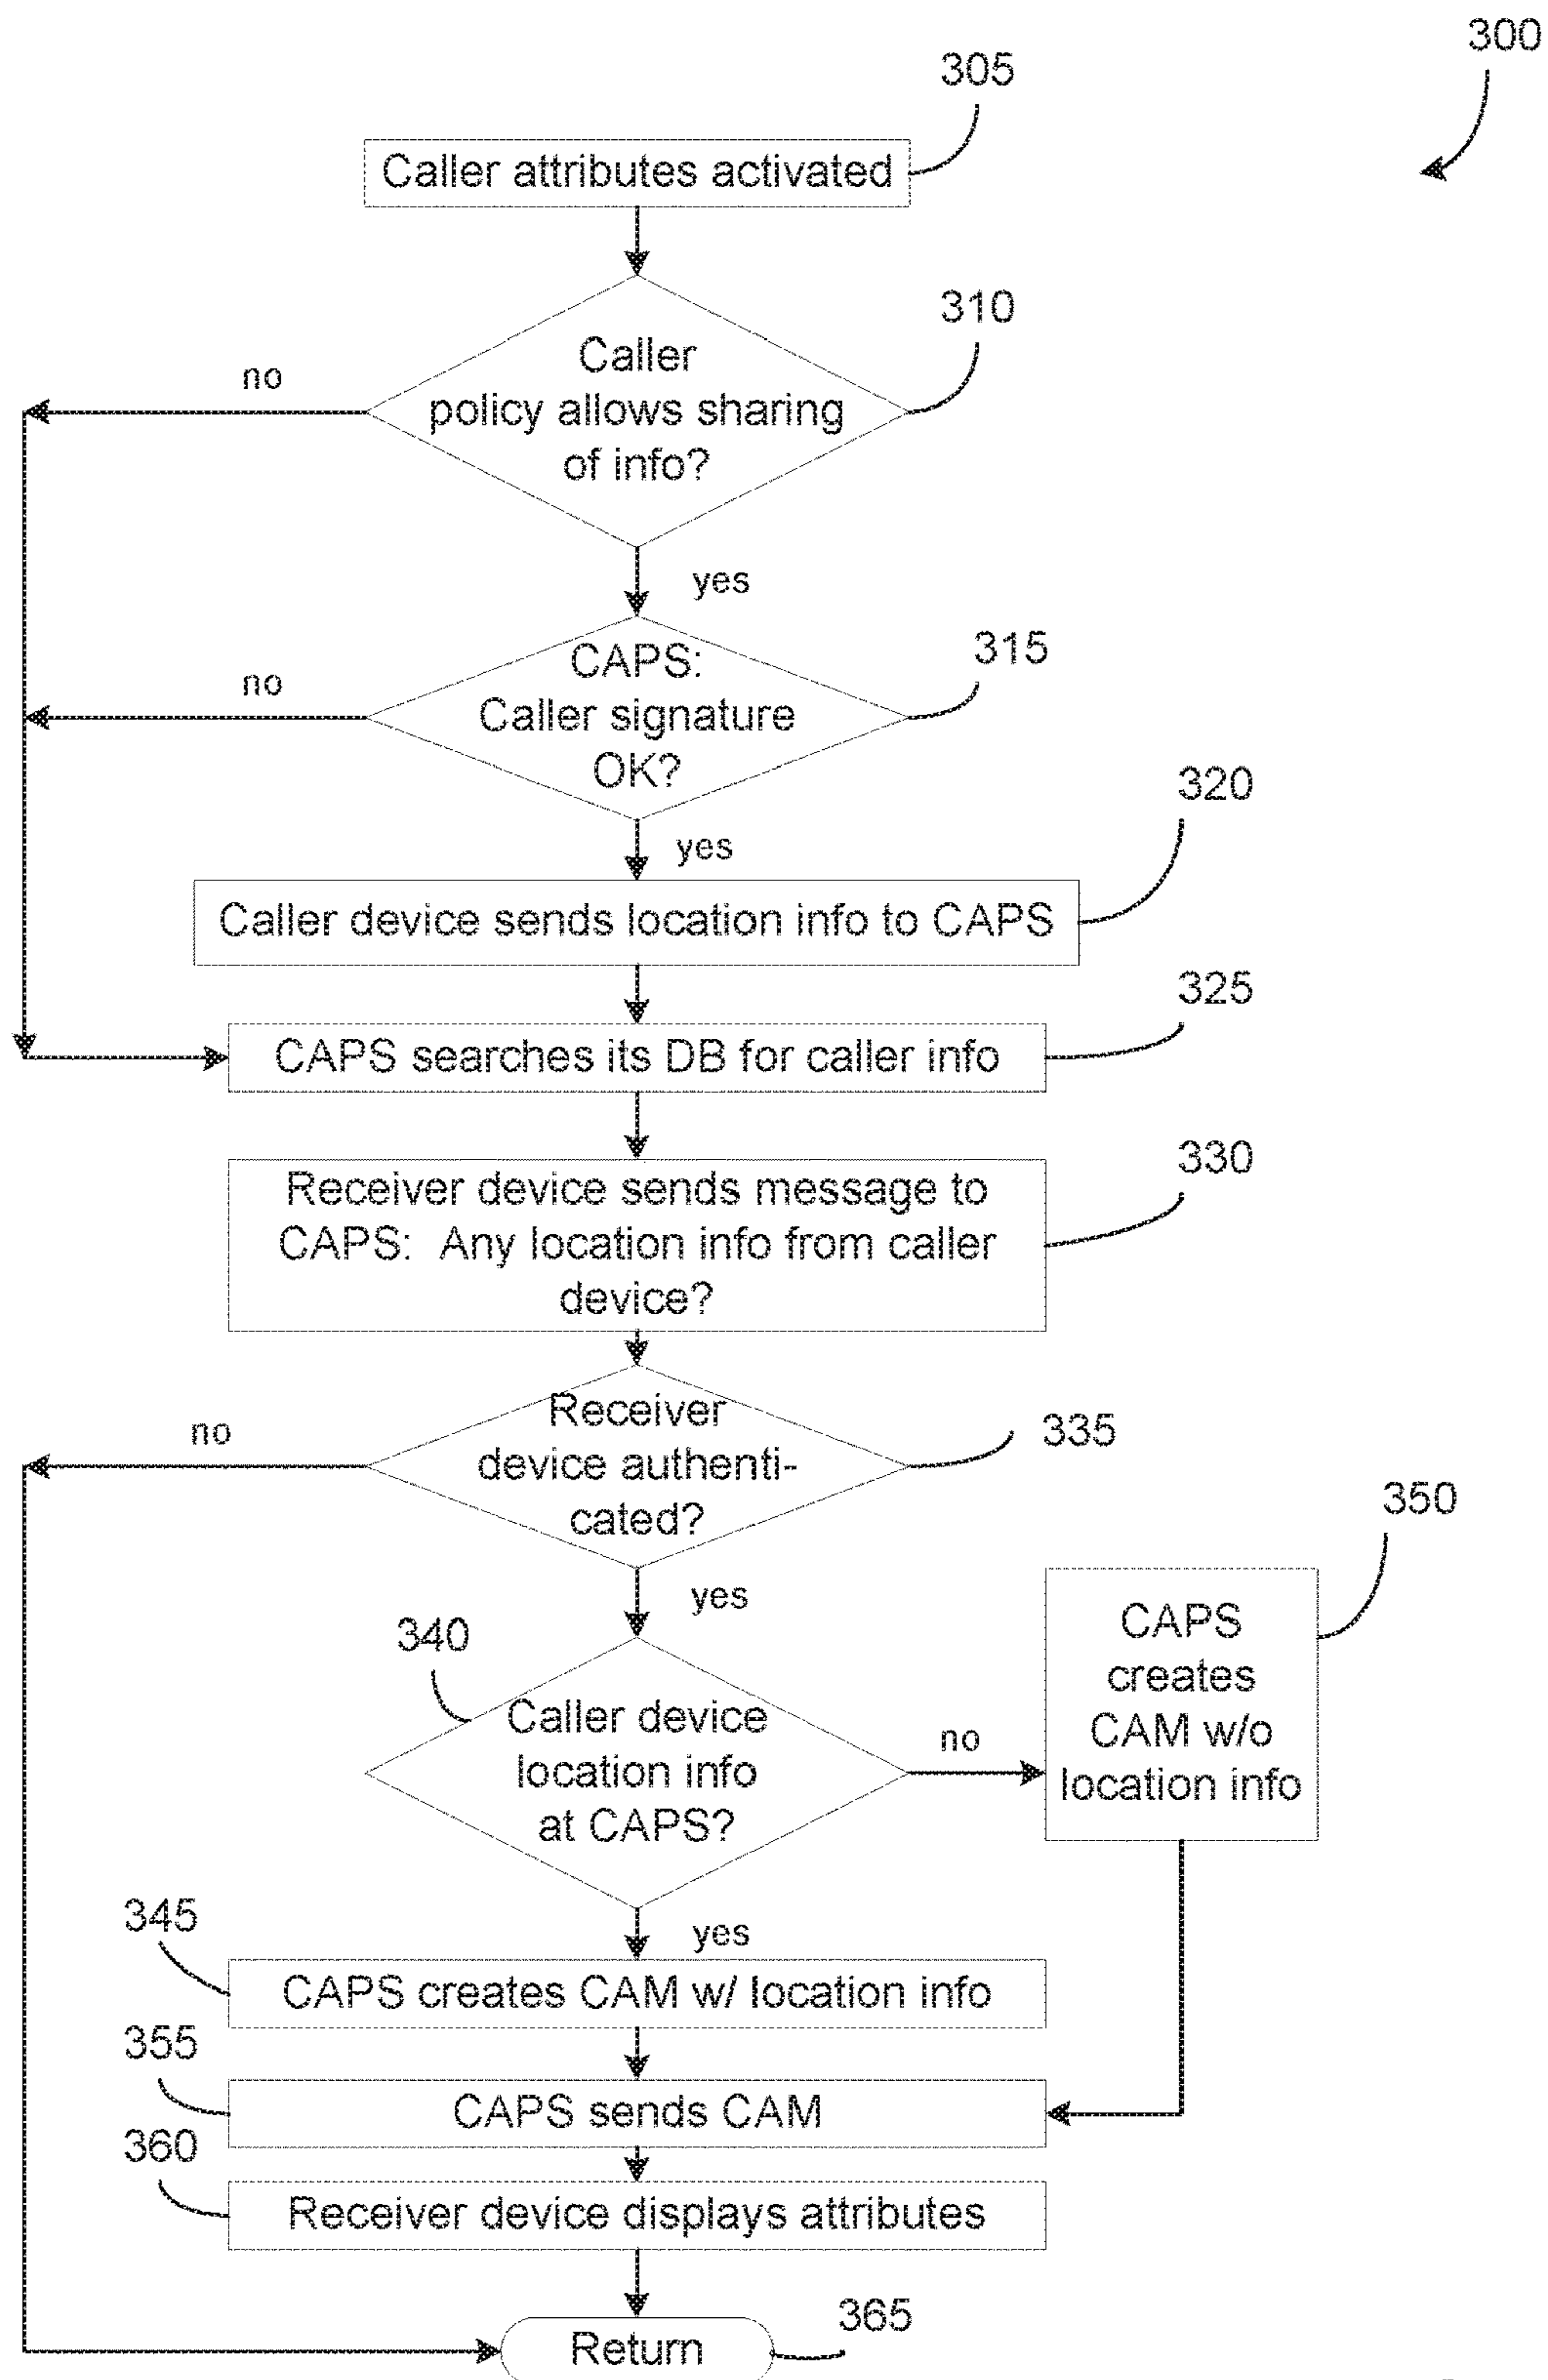 300
305
Caller attributes activated
310
Caller
policy allows sharing
of info?
no
yes
315
CAPS:
Caller signature
OK?
no
yes
320
Caller device sends location info to CAPS
325
CAPS searches its DB for caller info
330
Receiver device sends message to
CAPS: Any location info from caller
device?
335
Receiver
device authenti-
cated?
no
yes
350
CAPS
creates
CAM w/o
location info
340
Caller device
location info
at CAPS?
no
yes
345
CAPS creates CAM w/ location info
355
CAPS sends CAM
360
Receiver device displays attributes
365
Return